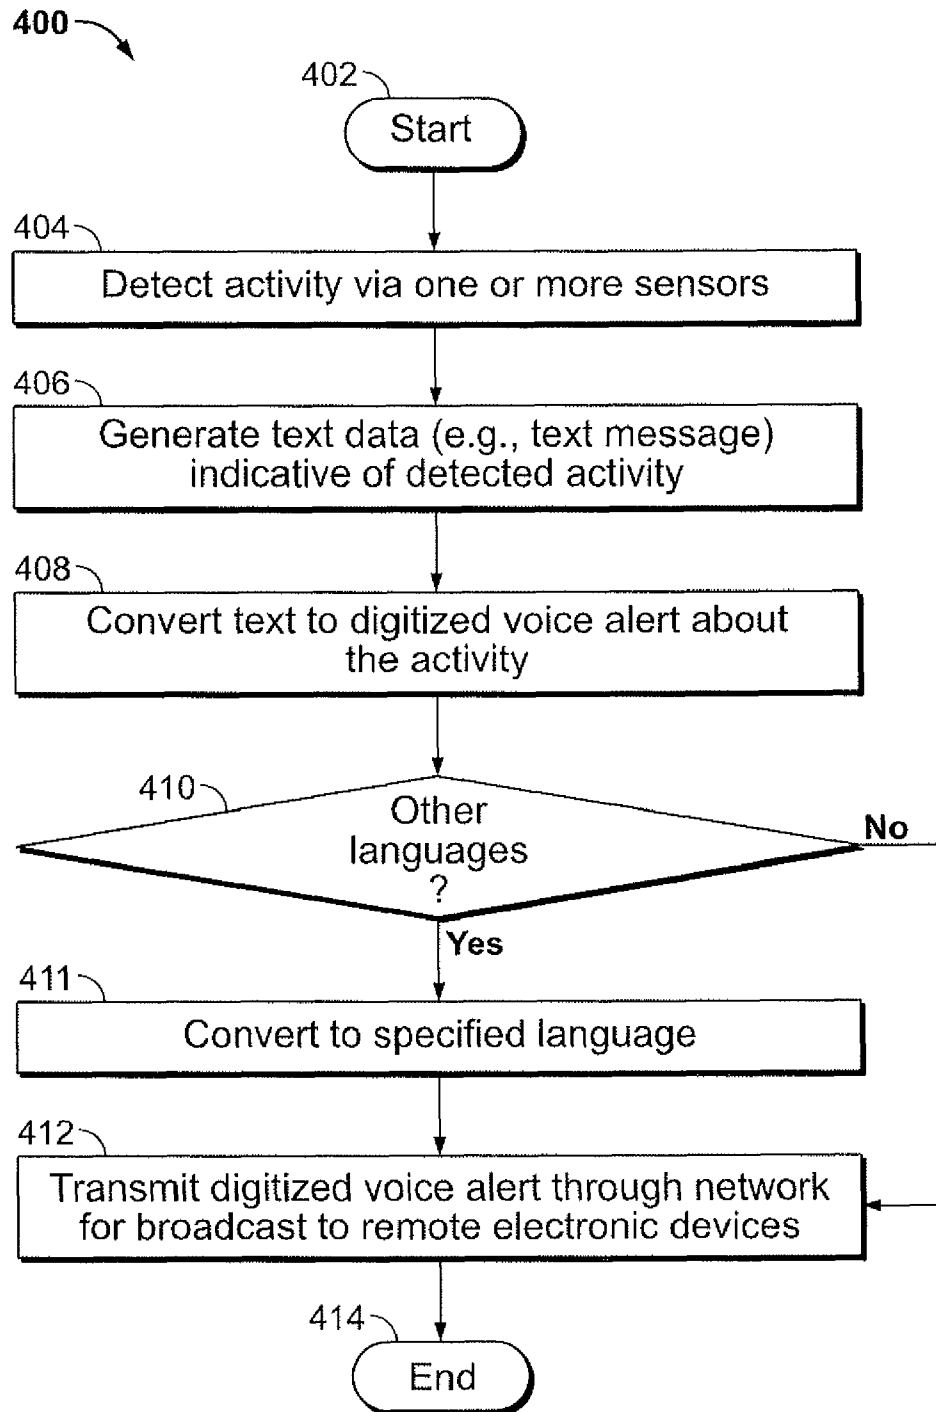 400
402
Start
404
Detect activity via one or more sensors
406
Generate text data (e.g., text message)
indicative of detected activity
408
Convert text to digitized voice alert about
the activity
410
Other
languages
?
No
Yes
411
Convert to specified language
412
Transmit digitized voice alert through network
for broadcast to remote electronic devices
414
End